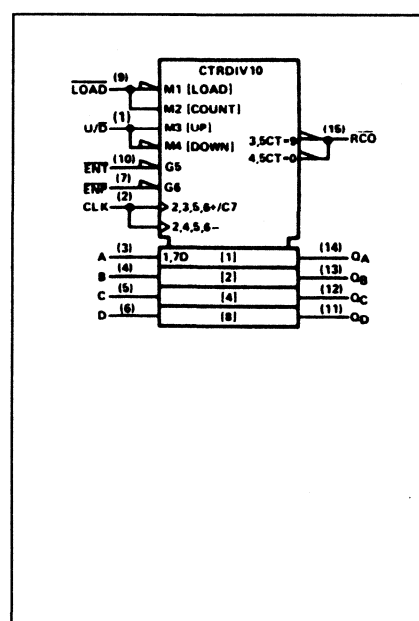 CTRDIV10
(9)
LOAD M1 [LOAD]
M2 [COUNT]
(1)
U/D M3 [UP]
M4 [DOWN]
(10)
ENT G5
(7)
ENP G6
(2)
CLK 2,3,5,6+/C7
2,4,5,6−
3,5CT=9 (15) RCO
4,5CT=0
A (3) 1,7D [1] (14) QA
B (4) [2] (13) QB
C (5) [4] (12) QC
D (6) [8] (11) QD